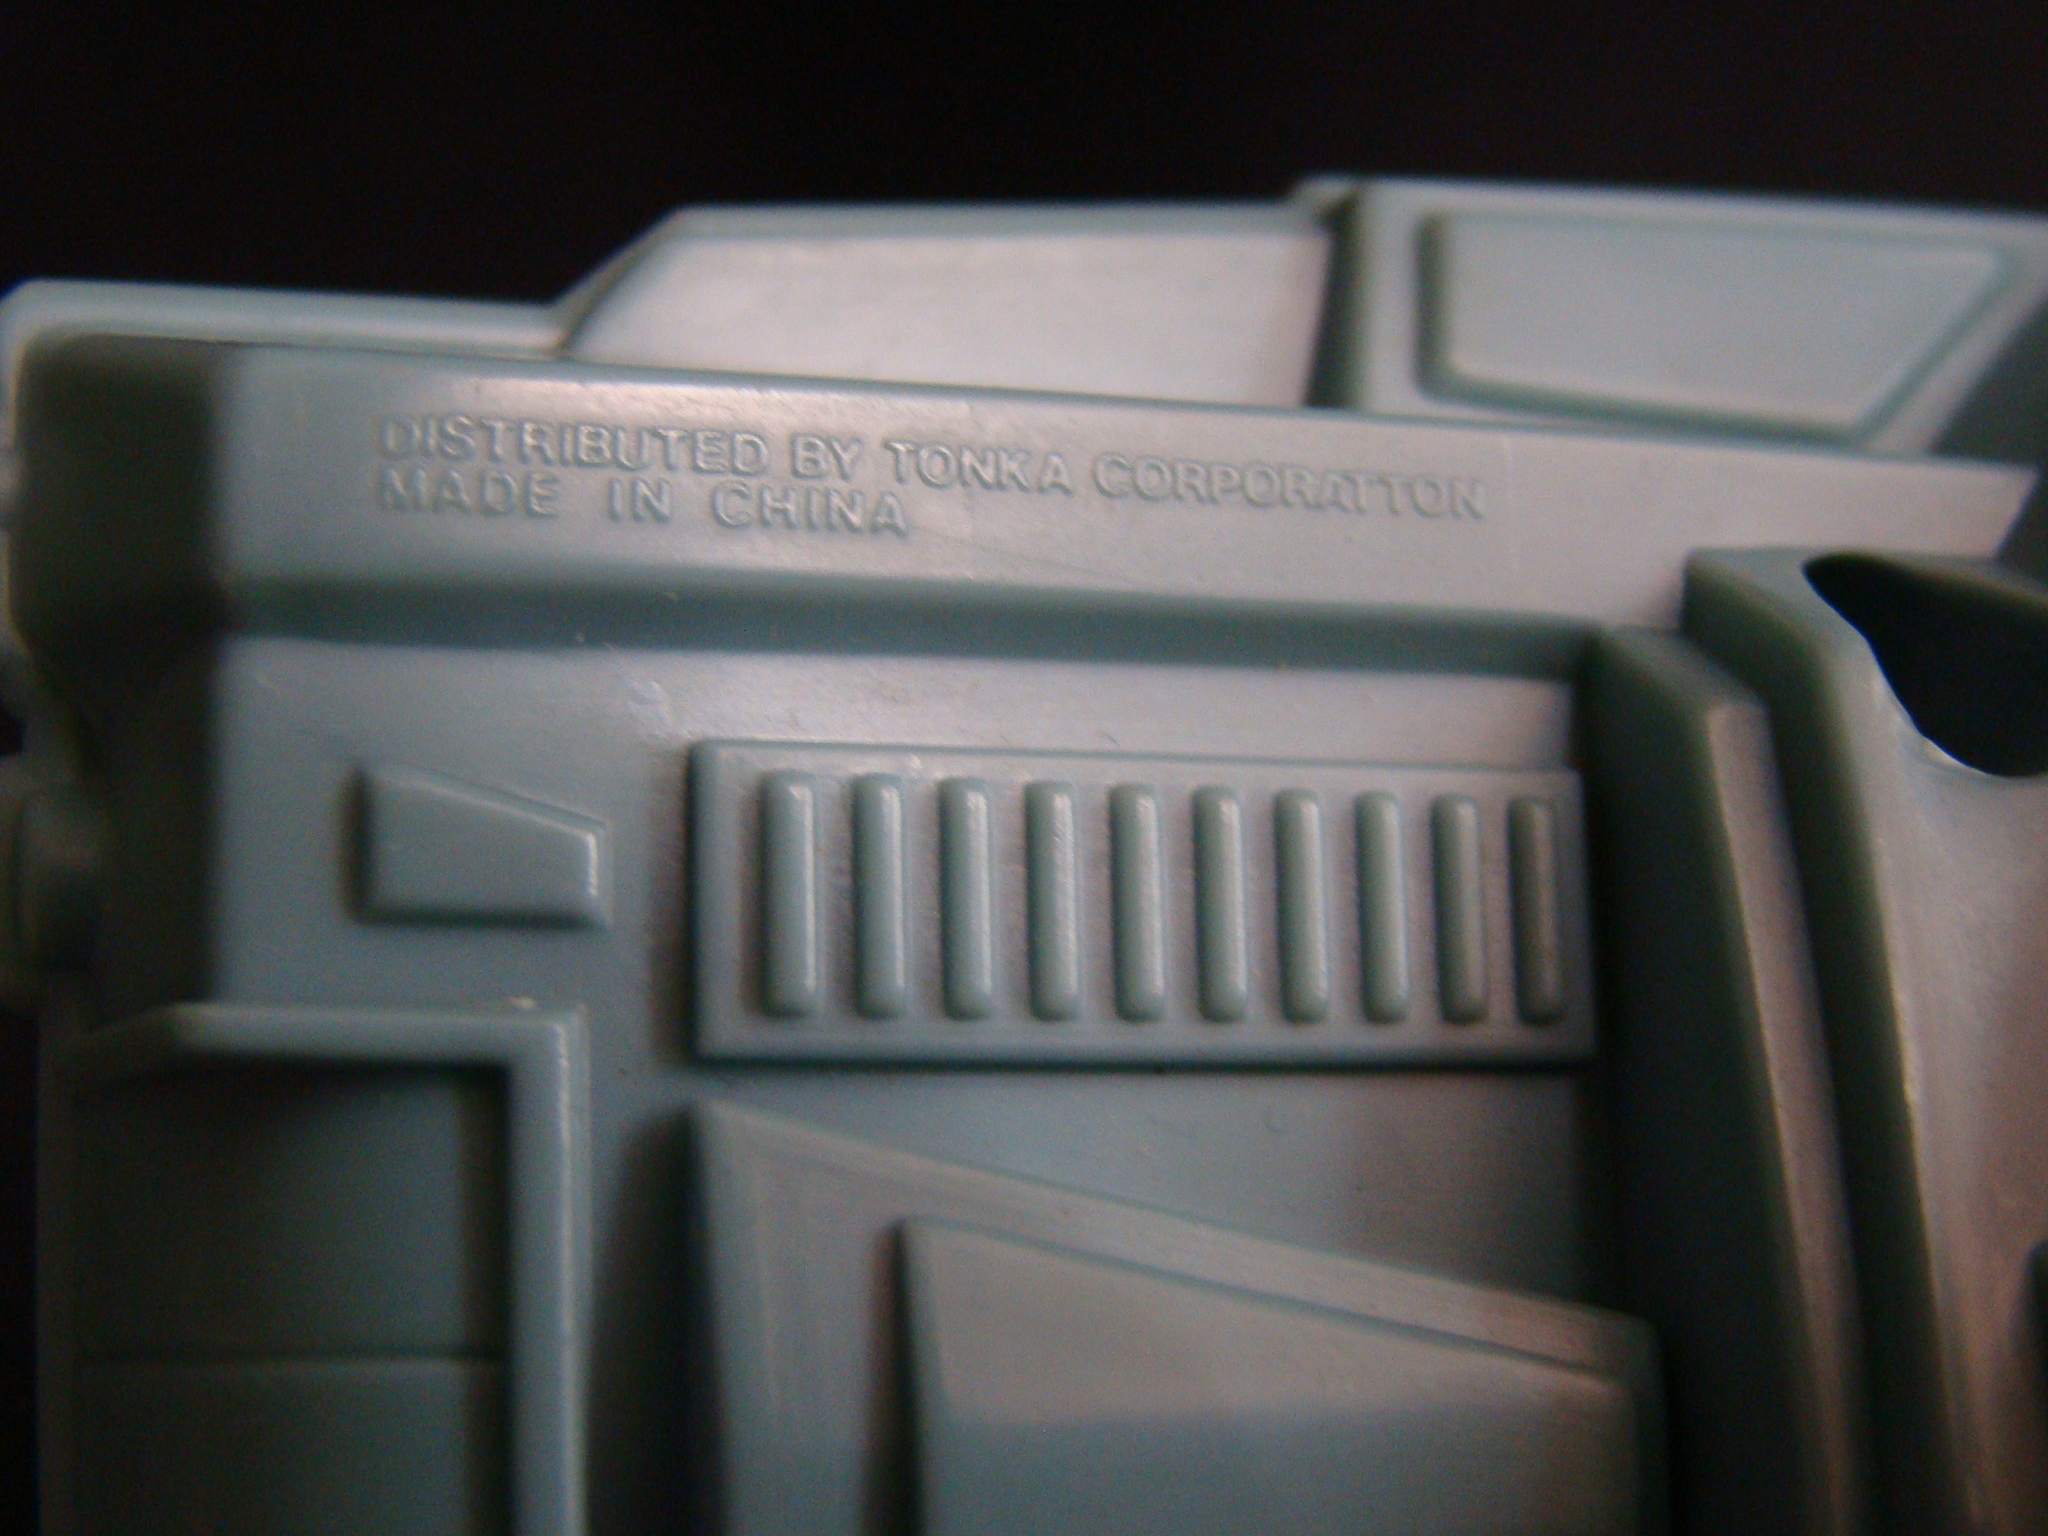 DISTRIBUTED BY TONKA CORPORATTON
MADE IN CHINA